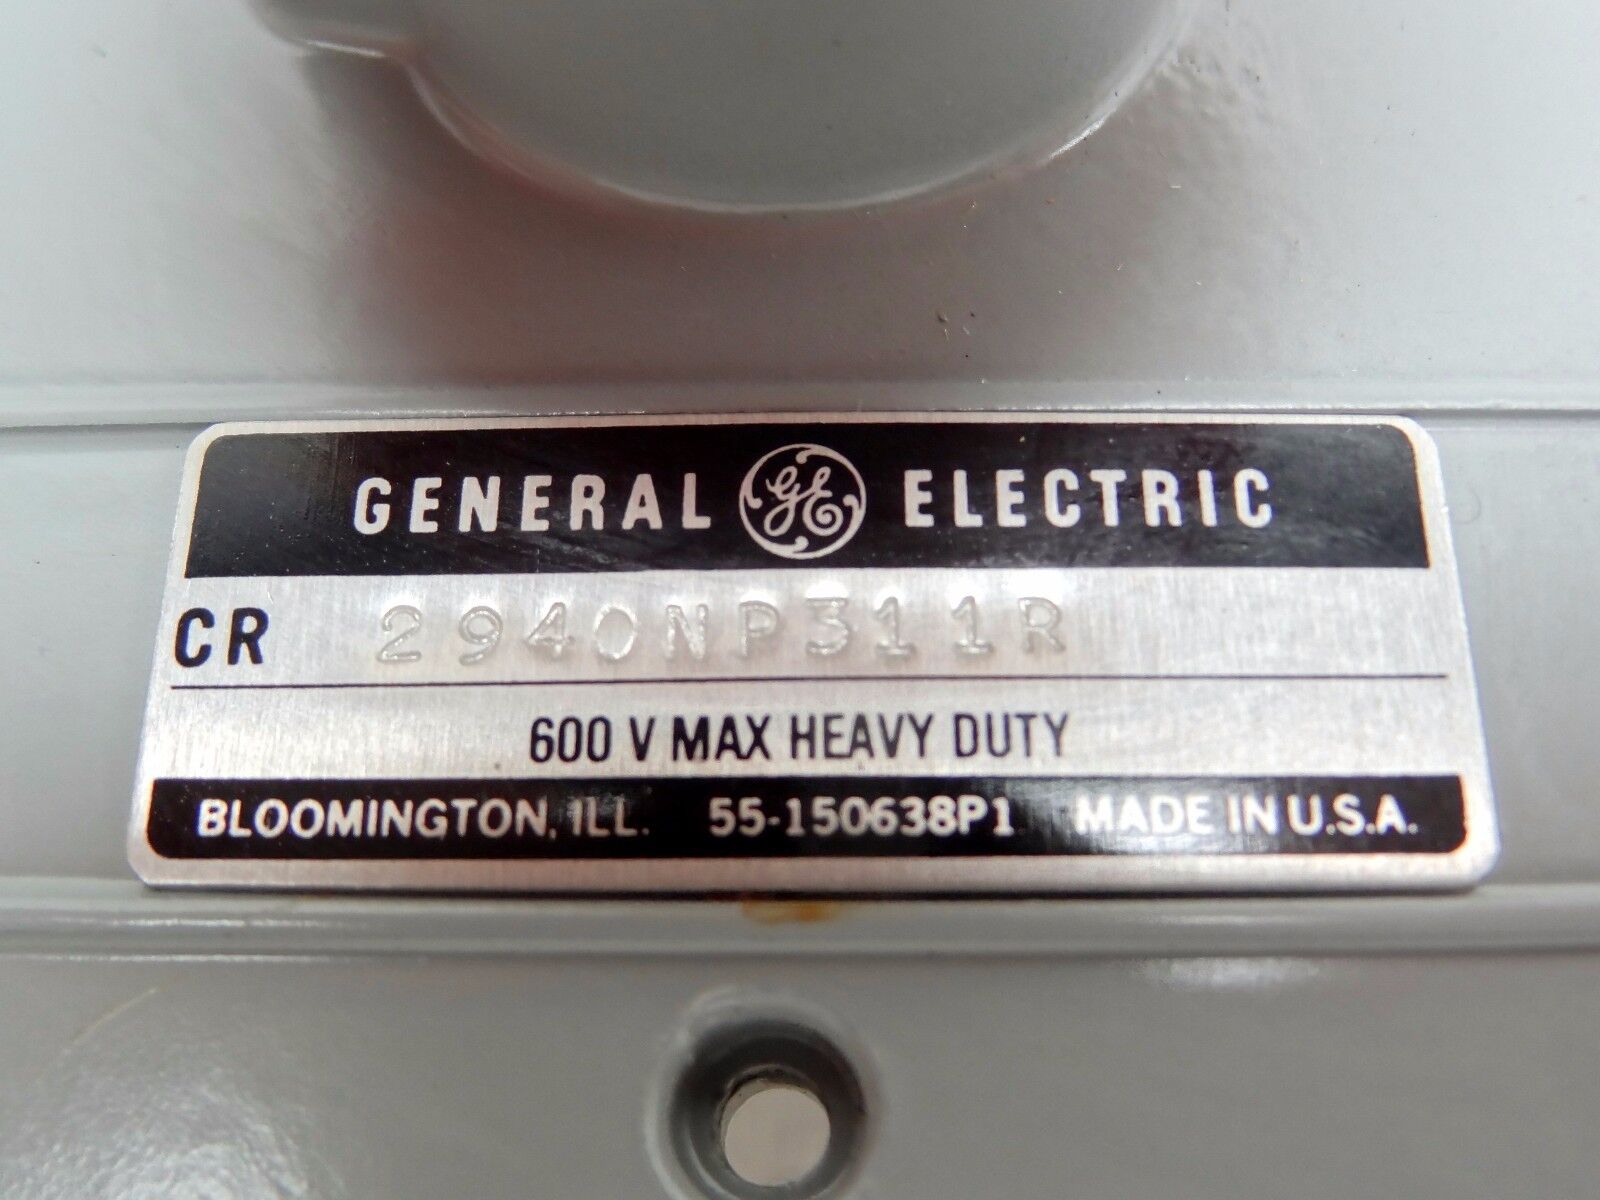 GENERAL GE ELECTRIC
CR 2940NP311R
600 V MAX HEAVY DUTY
BLOOMINGTON, ILL. 55-150638P1 MADE IN U.S.A.